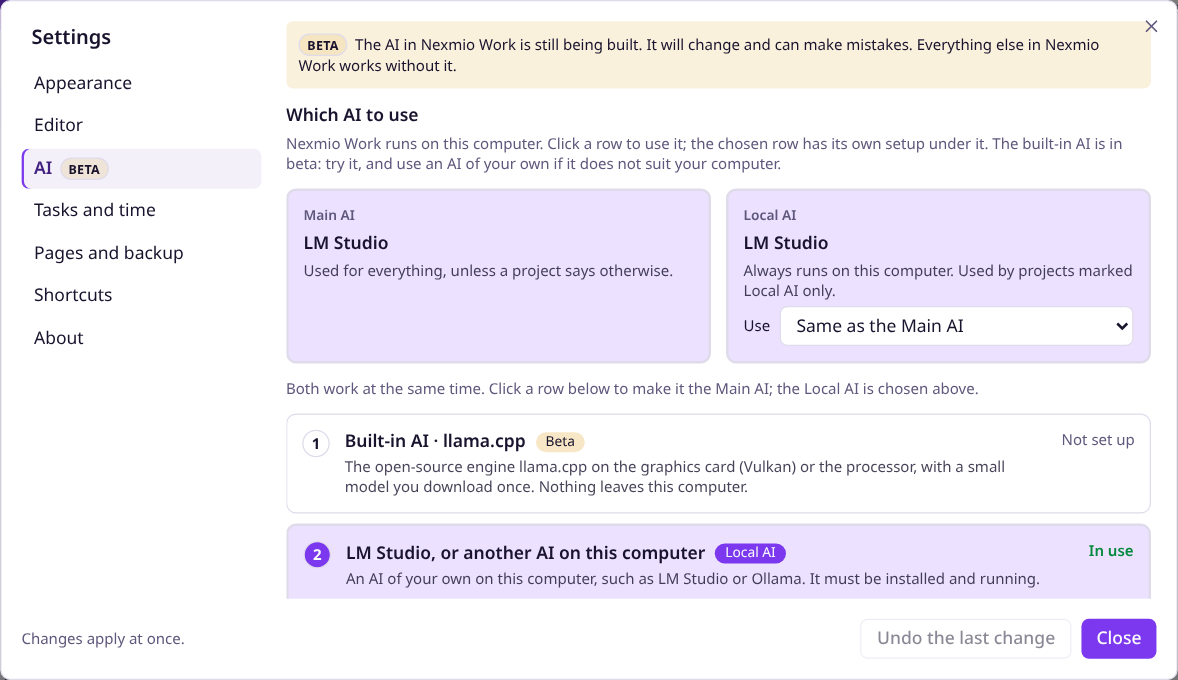 Settings
Appearance
Editor
AI BETA
Tasks and time
Pages and backup
Shortcuts
About
BETA The AI in Nexmio Work is still being built. It will change and can make mistakes. Everything else in Nexmio
Work works without it.
Which AI to use
Nexmio Work runs on this computer. Click a row to use it; the chosen row has its own setup under it. The built-in AI is in
beta: try it, and use an AI of your own if it does not suit your computer.
Main AI
LM Studio
Used for everything, unless a project says otherwise.
Local AI
LM Studio
Always runs on this computer. Used by projects marked
Local AI only.
Use Same as the Main AI
Both work at the same time. Click a row below to make it the Main AI; the Local AI is chosen above.
1 Built-in AI · llama.cpp Beta Not set up
The open-source engine llama.cpp on the graphics card (Vulkan) or the processor, with a small
model you download once. Nothing leaves this computer.
2 LM Studio, or another AI on this computer Local AI In use
An AI of your own on this computer, such as LM Studio or Ollama. It must be installed and running.
Changes apply at once.
Undo the last change
Close